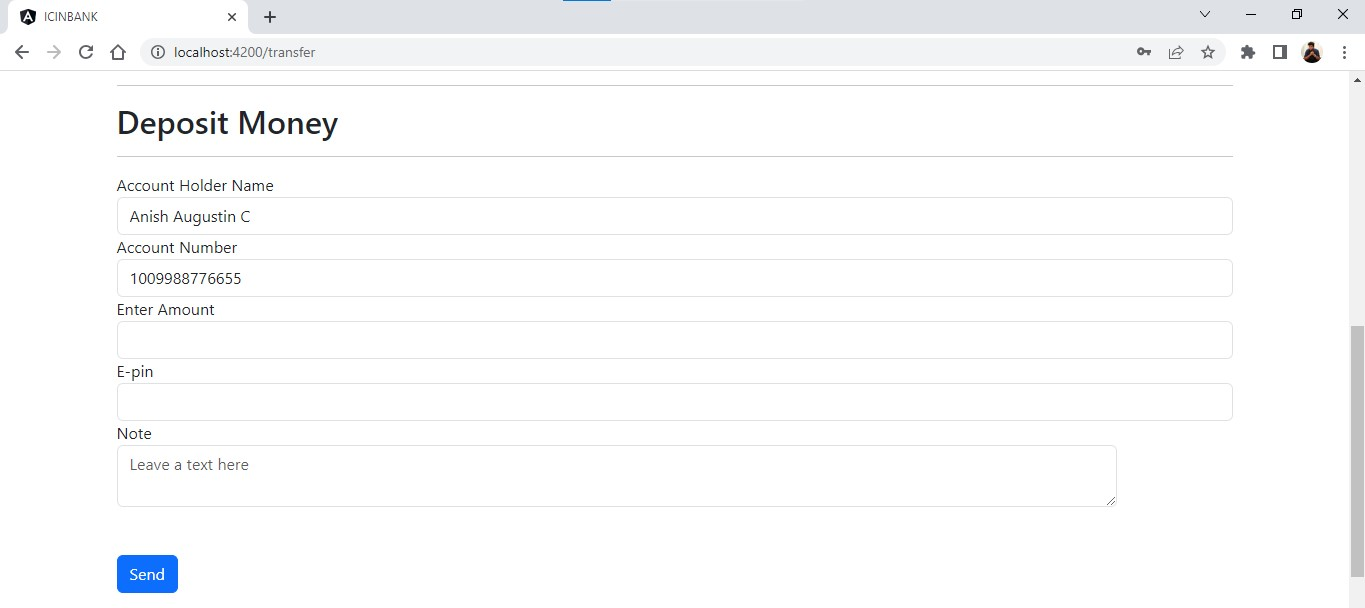 ICINBANK
localhost:4200/transfer
Deposit Money
Account Holder Name
Anish Augustin C
Account Number
1009988776655
Enter Amount
E-pin
Note
Leave a text here
Send